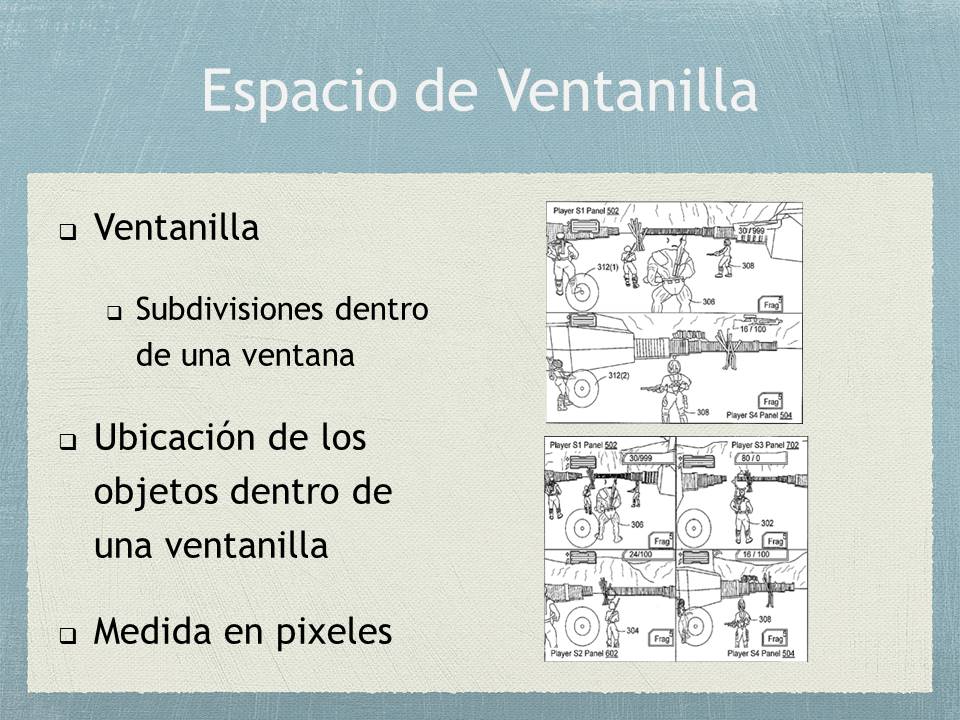 Espacio de Ventanilla
Ventanilla
Subdivisiones dentro
de una ventana
Ubicación de los
objetos dentro de
una ventanilla
Medida en pixeles
Player S1 Panel 502
30/999
312(1)
308
306
Frag
16 / 100
312(2)
308
Frag
Player S4 Panel 504
Player S1 Panel 502
30/999
306
Frag
Player S3 Panel 702
80 / 0
302
Frag
24/100
304
Frag
Player S2 Panel 602
16 / 100
308
Frag
Player S4 Panel 504